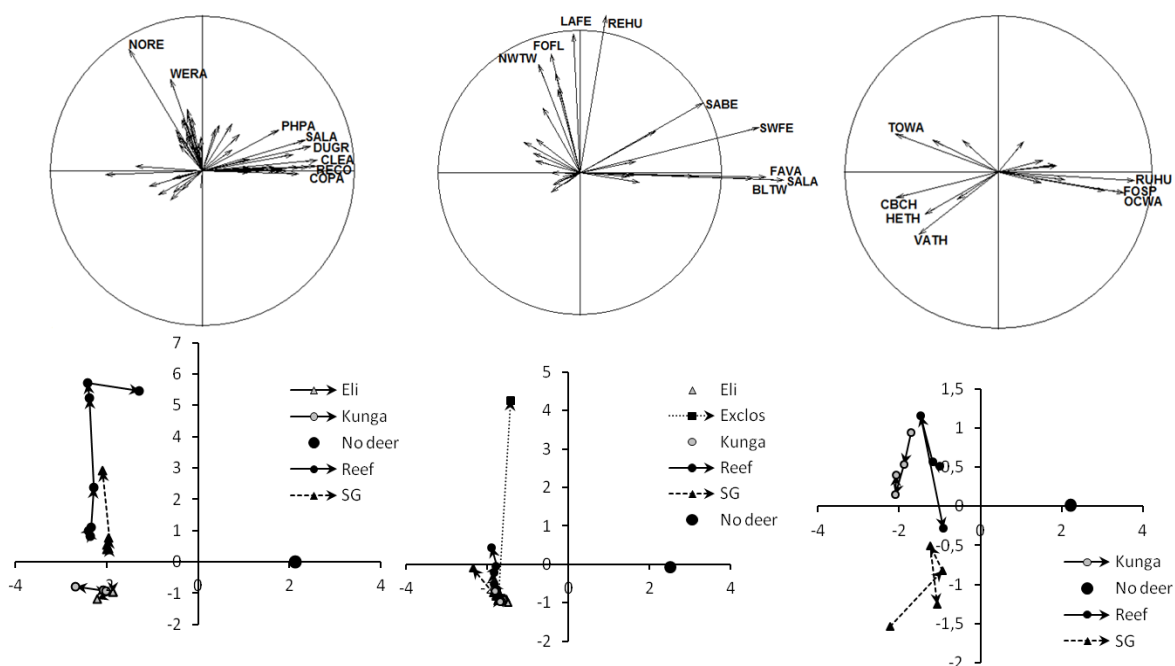 NORE
WERA
PHPA
SALA
DUGR
CLEA
RECO
COPA
LAFE
REHU
FOFL
NWTW
SABE
SWFE
FAVA
SALA
BLTW
TOWA
CBCH
HETH
VATH
RUHU
FOSP
OCWA
7
6
5
4
3
2
1
0
-1
-2
-4
-2
0
2
4
Eli
Kunga
No deer
Reef
SG
5
4
3
2
1
0
-1
-2
-4
-2
0
2
4
Eli
Exclos
Kunga
Reef
SG
No deer
1,5
1
0,5
0
-0,5
-1
-1,5
-2
-4
-2
0
2
4
Kunga
No deer
Reef
SG